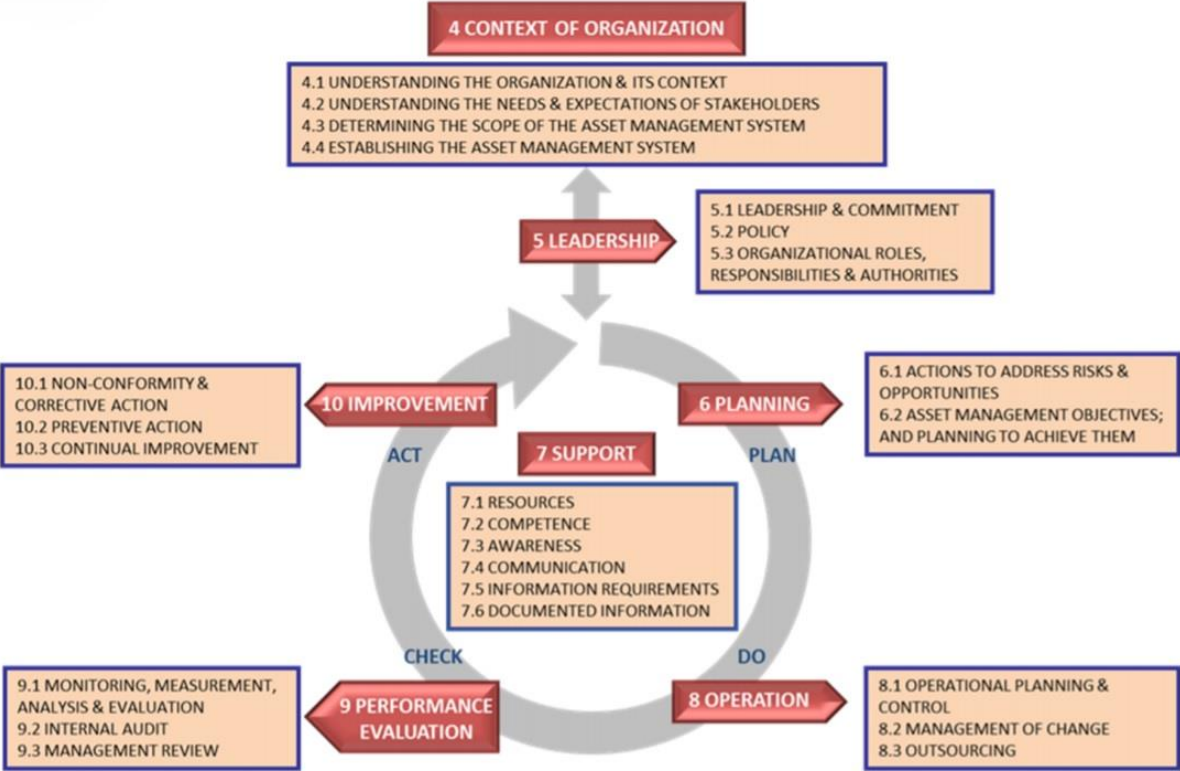 4 CONTEXT OF ORGANIZATION
4.1 UNDERSTANDING THE ORGANIZATION & ITS CONTEXT
4.2 UNDERSTANDING THE NEEDS & EXPECTATIONS OF STAKEHOLDERS
4.3 DETERMINING THE SCOPE OF THE ASSET MANAGEMENT SYSTEM
4.4 ESTABLISHING THE ASSET MANAGEMENT SYSTEM
5 LEADERSHIP
5.1 LEADERSHIP & COMMITMENT
5.2 POLICY
5.3 ORGANIZATIONAL ROLES,
RESPONSIBILITIES & AUTHORITIES
10.1 NON-CONFORMITY &
CORRECTIVE ACTION
10.2 PREVENTIVE ACTION
10.3 CONTINUAL IMPROVEMENT
10 IMPROVEMENT
ACT
6 PLANNING
PLAN
6.1 ACTIONS TO ADDRESS RISKS &
OPPORTUNITIES
6.2 ASSET MANAGEMENT OBJECTIVES;
AND PLANNING TO ACHIEVE THEM
7 SUPPORT
7.1 RESOURCES
7.2 COMPETENCE
7.3 AWARENESS
7.4 COMMUNICATION
7.5 INFORMATION REQUIREMENTS
7.6 DOCUMENTED INFORMATION
CHECK
DO
9.1 MONITORING, MEASUREMENT,
ANALYSIS & EVALUATION
9.2 INTERNAL AUDIT
9.3 MANAGEMENT REVIEW
9 PERFORMANCE
EVALUATION
8 OPERATION
8.1 OPERATIONAL PLANNING &
CONTROL
8.2 MANAGEMENT OF CHANGE
8.3 OUTSOURCING